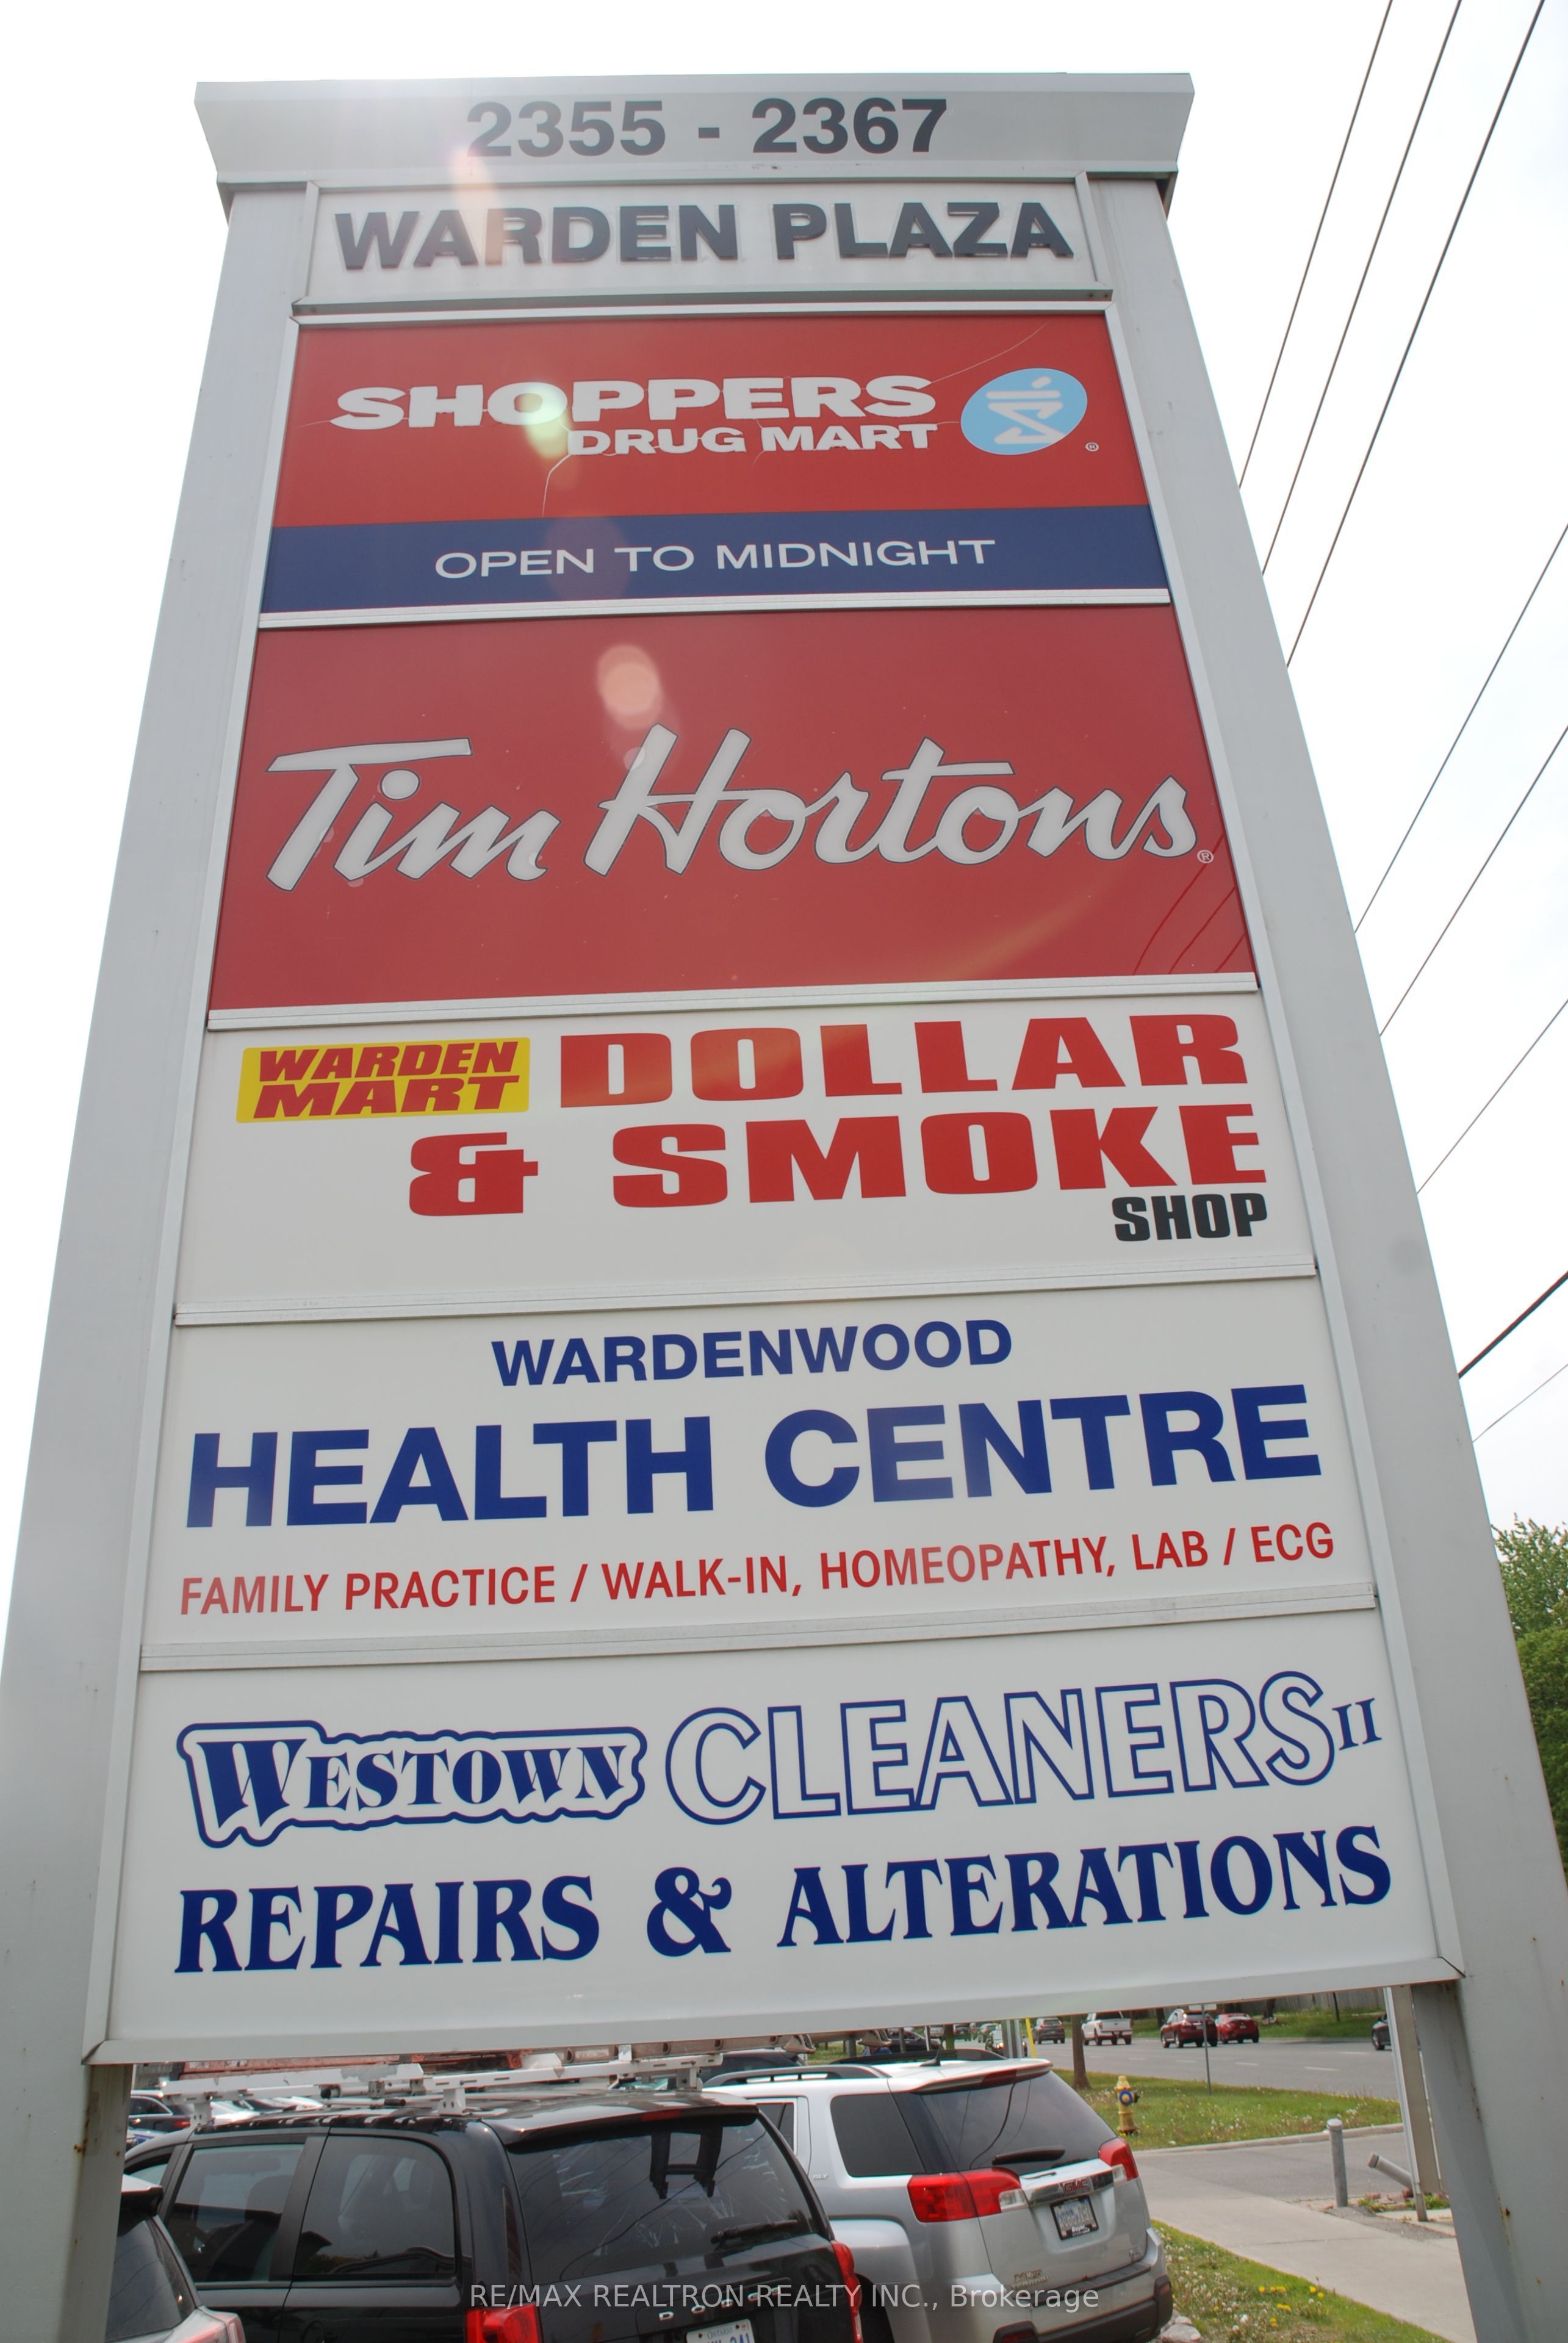 2355 - 2367
WARDEN PLAZA
SHOPPERS
DRUG MART ®
OPEN TO MIDNIGHT
Tim Hortons ®
WARDEN
MART
DOLLAR
& SMOKE
SHOP
WARDENWOOD
HEALTH CENTRE
FAMILY PRACTICE / WALK-IN, HOMEOPATHY, LAB / ECG
WESTOWN CLEANERS II
REPAIRS & ALTERATIONS
GMC
DODGE
RE/MAX REALTRON REALTY INC., Brokerage